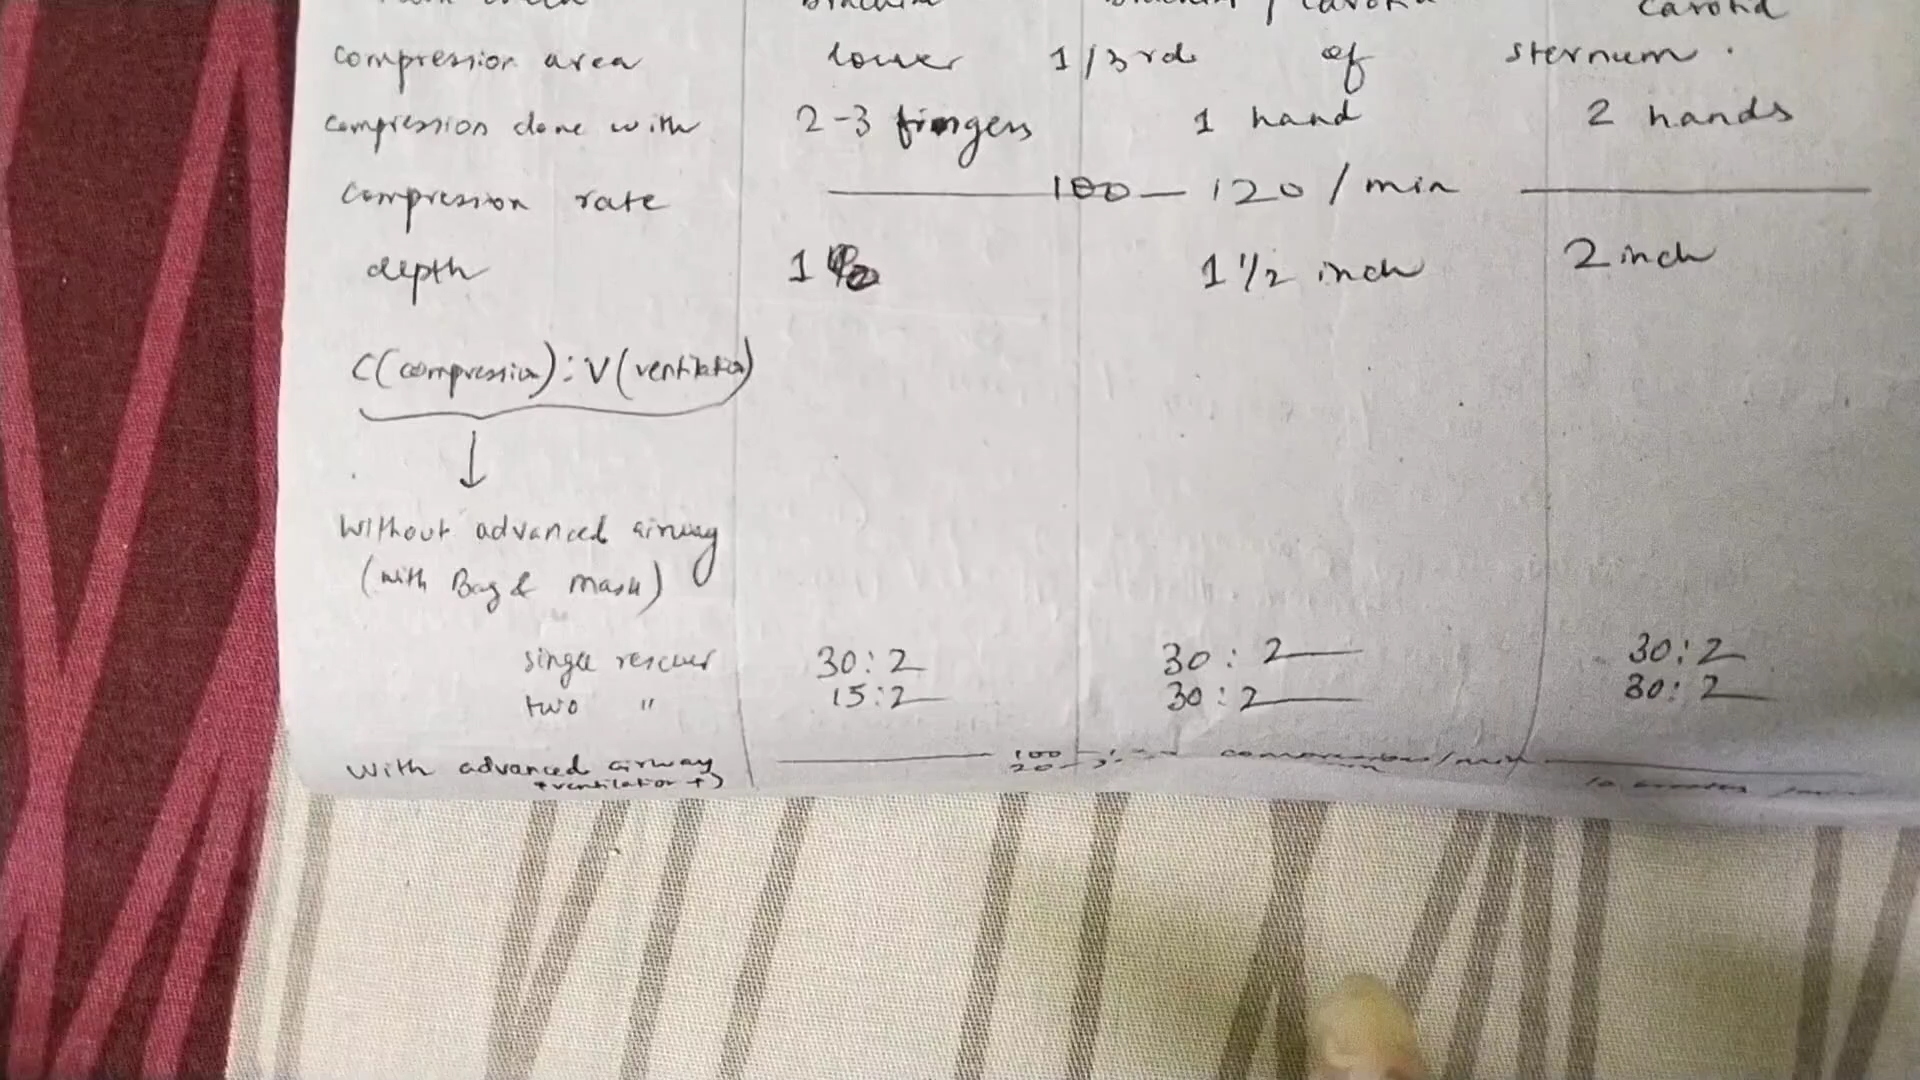 carotid
compression area lower 1/3rd of sternum.
compression done with 2-3 fingers 1 hand 2 hands
compression rate 100 - 120 / min
depth 1 1½ inch 2 inch
C(compression) : V(ventilation)
Without advanced airway
(with Bag & mask)
single rescuer 30:2 30:2 30:2
two " 15:2 30:2 30:2
With advanced airway